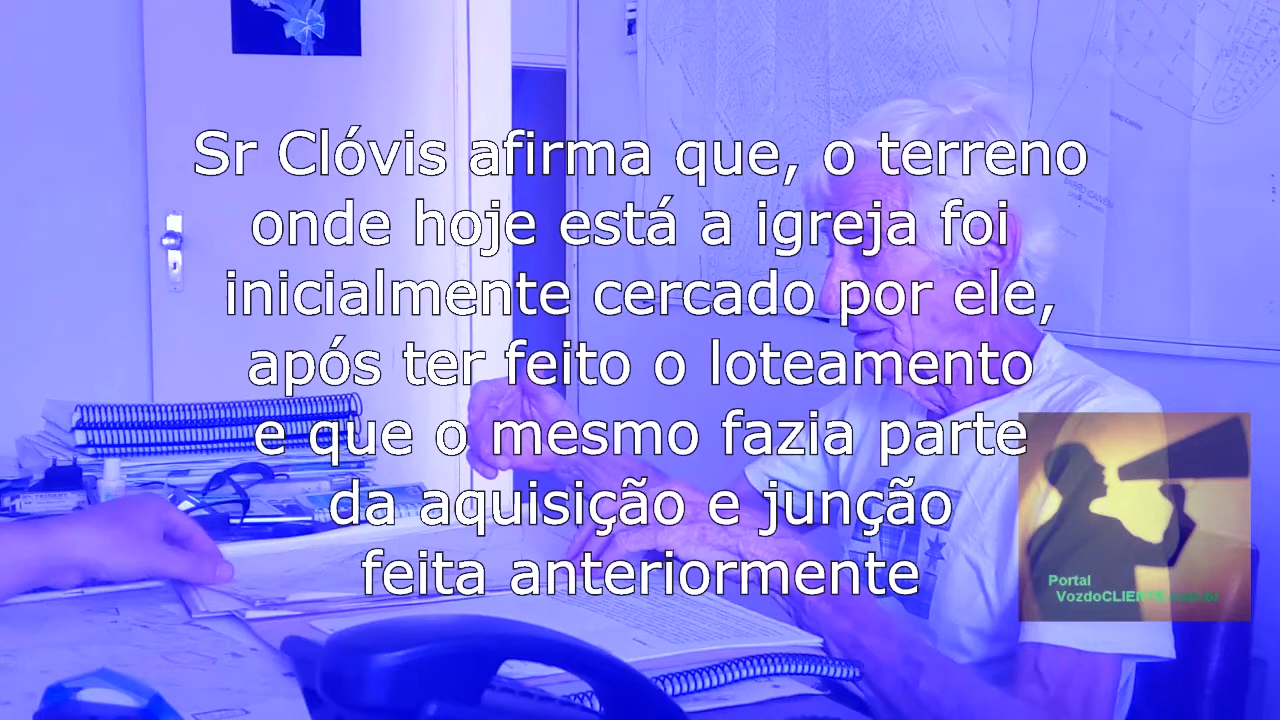 Sr Clóvis afirma que, o terreno
onde hoje está a igreja foi
inicialmente cercado por ele,
após ter feito o loteamento
e que o mesmo fazia parte
da aquisição e junção
feita anteriormente
Portal
VozdoCLIENTE.com.br